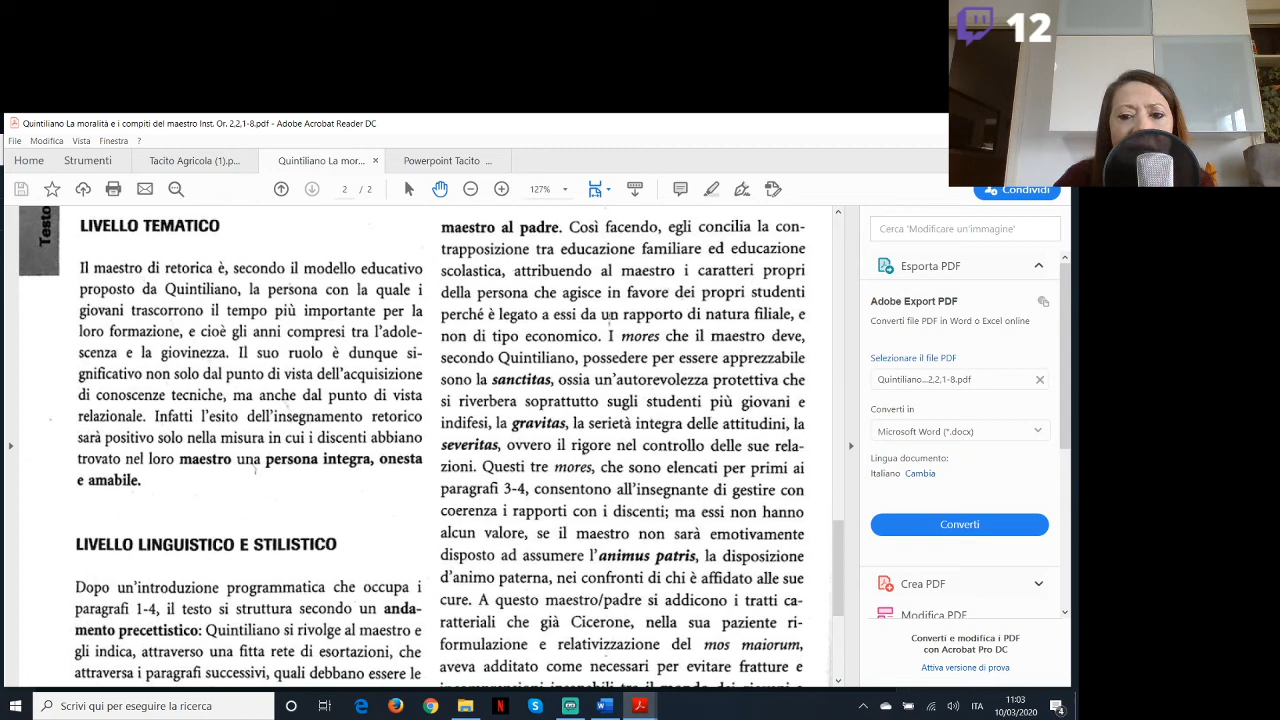 12
Quintiliano La moralità e i compiti del maestro Inst. Or. 2,2,1-8.pdf - Adobe Acrobat Reader DC
File Modifica Vista Finestra ?
Home Strumenti Tacito Agricola (1).p... Quintiliano La mor... × Powerpoint Tacito ...
2 / 2 127% Condividi
Testo
LIVELLO TEMATICO
Il maestro di retorica è, secondo il modello educativo
proposto da Quintiliano, la persona con la quale i
giovani trascorrono il tempo più importante per la
loro formazione, e cioè gli anni compresi tra l'adole-
scenza e la giovinezza. Il suo ruolo è dunque si-
gnificativo non solo dal punto di vista dell'acquisizione
di conoscenze tecniche, ma anche dal punto di vista
relazionale. Infatti l'esito dell'insegnamento retorico
sarà positivo solo nella misura in cui i discenti abbiano
trovato nel loro maestro una persona integra, onesta
e amabile.
LIVELLO LINGUISTICO E STILISTICO
Dopo un'introduzione programmatica che occupa i
paragrafi 1-4, il testo si struttura secondo un anda-
mento precettistico: Quintiliano si rivolge al maestro e
gli indica, attraverso una fitta rete di esortazioni, che
attraversa i paragrafi successivi, quali debbano essere le
maestro al padre. Così facendo, egli concilia la con-
trapposizione tra educazione familiare ed educazione
scolastica, attribuendo al maestro i caratteri propri
della persona che agisce in favore dei propri studenti
perché è legato a essi da un rapporto di natura filiale, e
non di tipo economico. I mores che il maestro deve,
secondo Quintiliano, possedere per essere apprezzabile
sono la sanctitas, ossia un'autorevolezza protettiva che
si riverbera soprattutto sugli studenti più giovani e
indifesi, la gravitas, la serietà integra delle attitudini, la
severitas, ovvero il rigore nel controllo delle sue rela-
zioni. Questi tre mores, che sono elencati per primi ai
paragrafi 3-4, consentono all'insegnante di gestire con
coerenza i rapporti con i discenti; ma essi non hanno
alcun valore, se il maestro non sarà emotivamente
disposto ad assumere l'animus patris, la disposizione
d'animo paterna, nei confronti di chi è affidato alle sue
cure. A questo maestro/padre si addicono i tratti ca-
ratteriali che già Cicerone, nella sua paziente ri-
formulazione e relativizzazione del mos maiorum,
aveva additato come necessari per evitare fratture e
Cerca 'Modificare un'immagine'
Esporta PDF
Adobe Export PDF
Converti file PDF in Word o Excel online
Selezionare il file PDF
Quintiliano...2,2,1-8.pdf
Converti in
Microsoft Word (*.docx)
Lingua documento:
Italiano Cambia
Converti
Crea PDF
Modifica PDF
Converti e modifica i PDF
con Acrobat Pro DC
Attiva versione di prova
Scrivi qui per eseguire la ricerca
ITA
11:03
10/03/2020
4